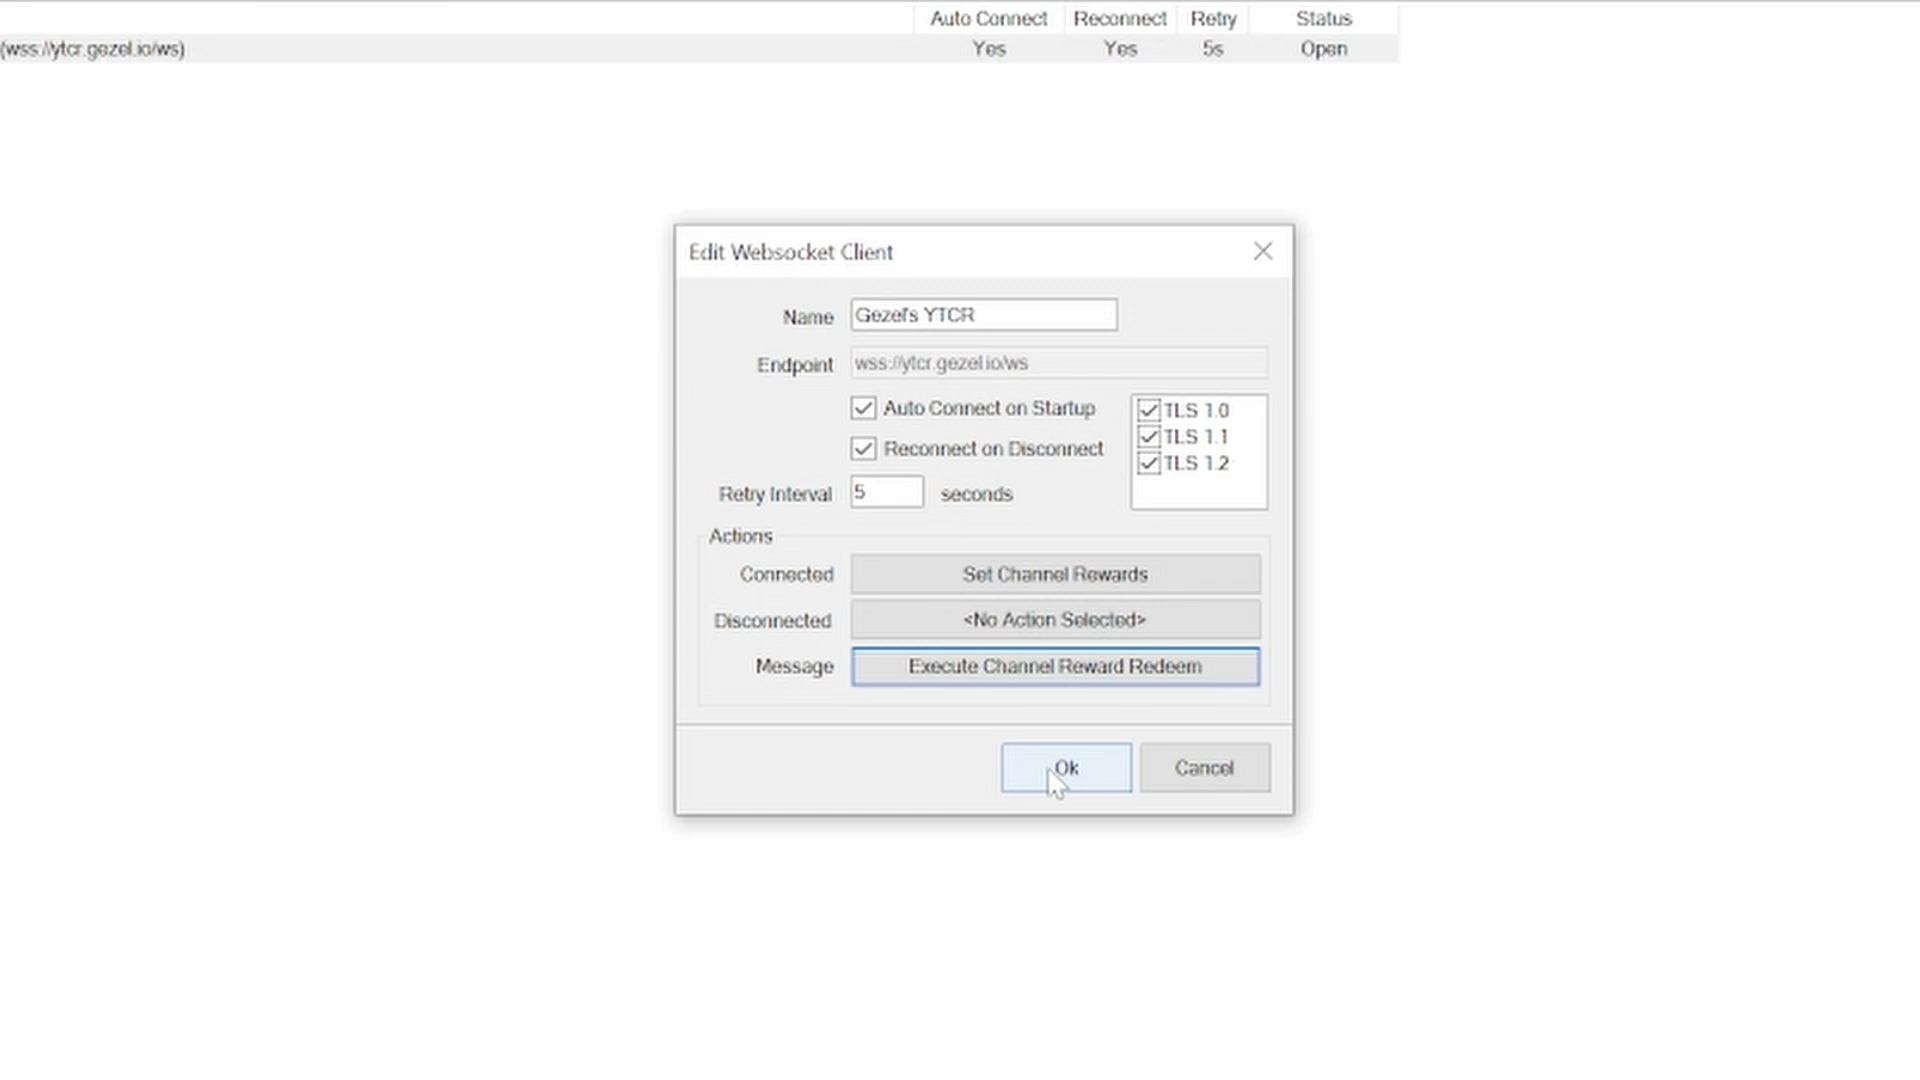 Auto Connect Reconnect Retry Status
(wss://ytcr.gezel.io/ws) Yes Yes 5s Open
Edit Websocket Client
Name Gezel's YTCR
Endpoint wss://ytcr.gezel.io/ws
Auto Connect on Startup
Reconnect on Disconnect
TLS 1.0
TLS 1.1
TLS 1.2
Retry Interval 5 seconds
Actions
Connected Set Channel Rewards
Disconnected <No Action Selected>
Message Execute Channel Reward Redeem
Ok Cancel